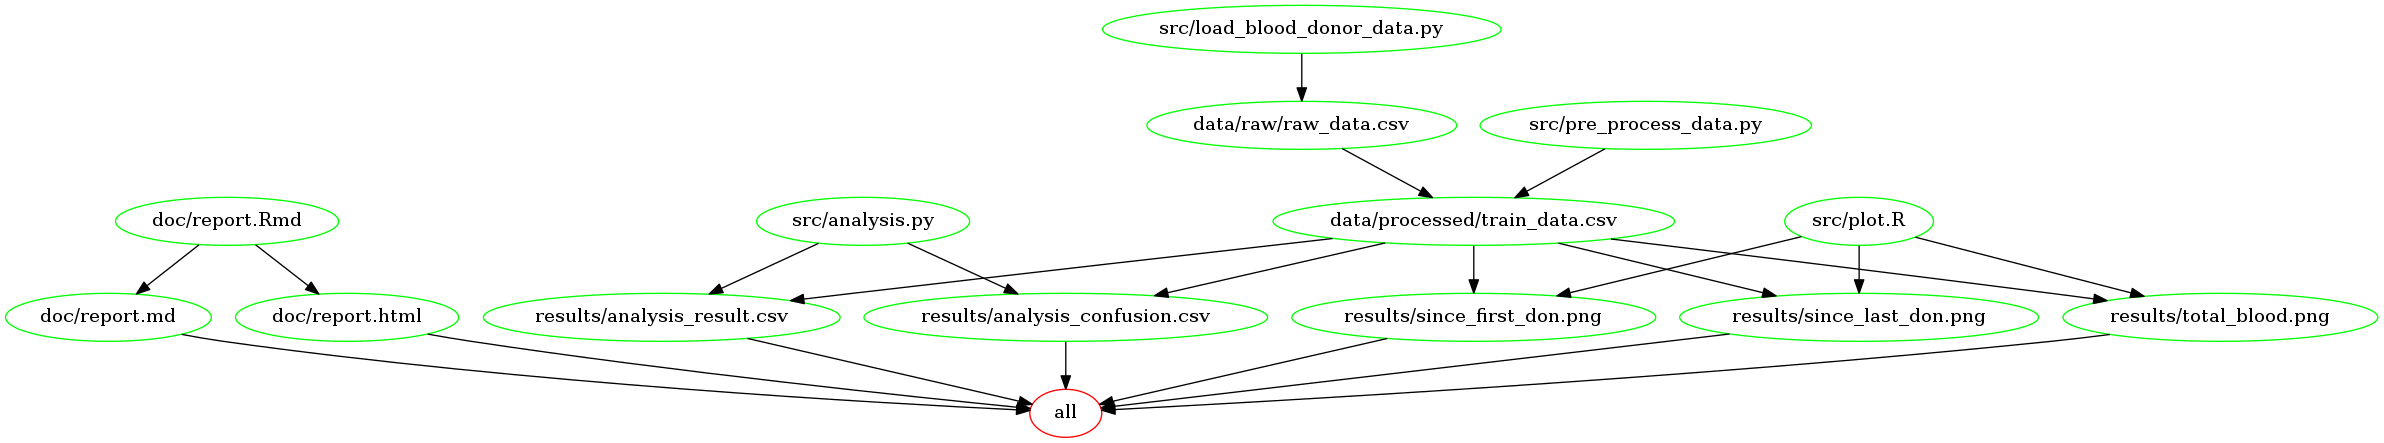 src/load_blood_donor_data.py
data/raw/raw_data.csv
src/pre_process_data.py
doc/report.Rmd
src/analysis.py
data/processed/train_data.csv
src/plot.R
doc/report.md
doc/report.html
results/analysis_result.csv
results/analysis_confusion.csv
results/since_first_don.png
results/since_last_don.png
results/total_blood.png
all